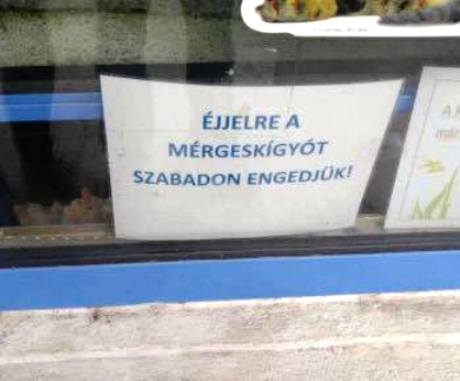 ÉJJELRE A
MÉRGESKÍGYÓT
SZABADON ENGEDJÜK!